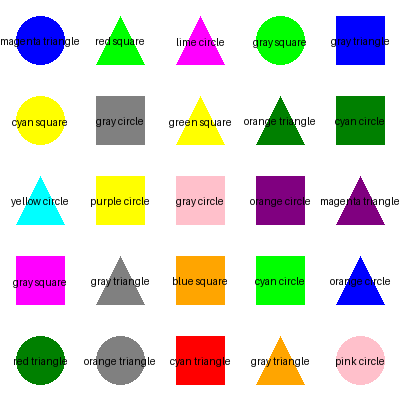 magenta triangle red square lime circle gray square gray triangle
cyan square gray circle green square orange triangle cyan circle
yellow circle purple circle gray circle orange circle magenta triangle
gray square gray triangle blue square cyan circle orange circle
red triangle orange triangle cyan triangle gray triangle pink circle